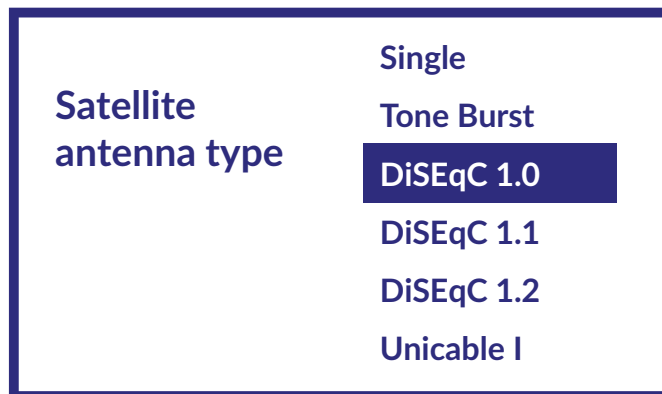 Satellite
antenna type
Single
Tone Burst
DiSEqC 1.0
DiSEqC 1.1
DiSEqC 1.2
Unicable I